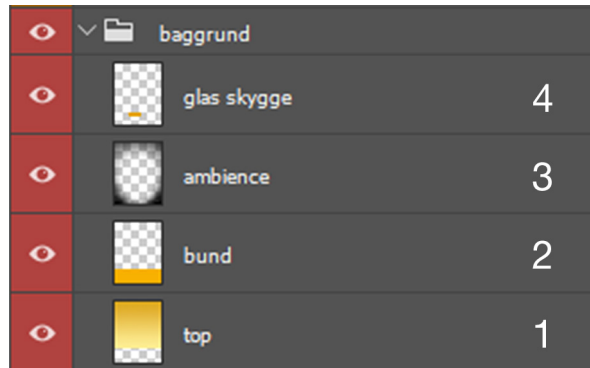 baggrund
glas skygge 4
ambience 3
bund 2
top 1